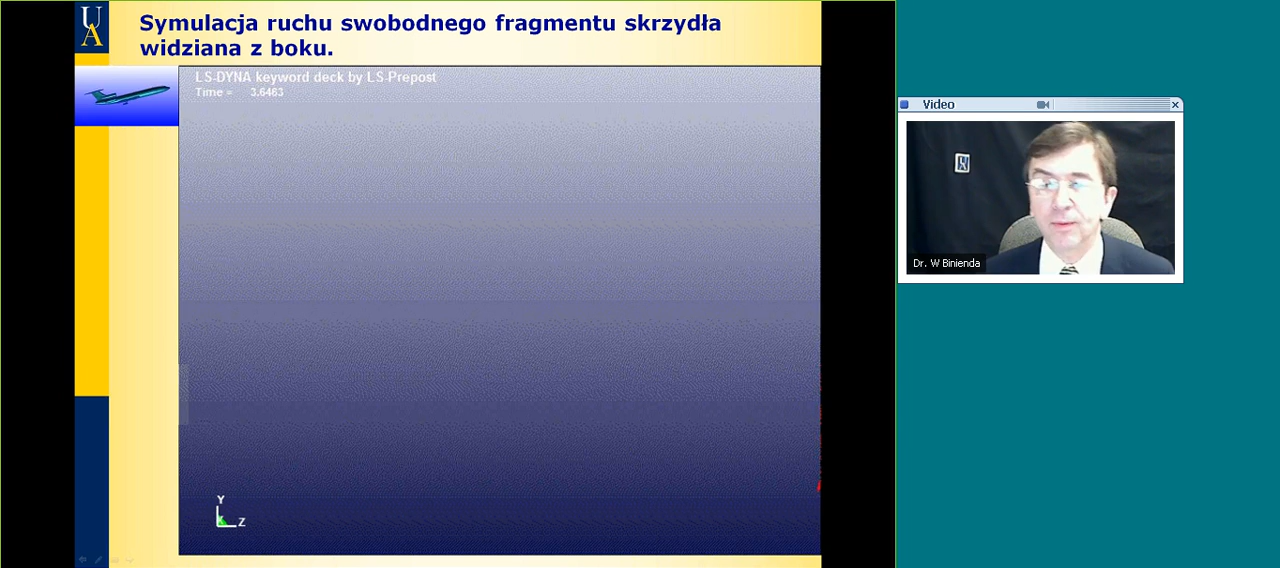 UA
Symulacja ruchu swobodnego fragmentu skrzydła
widziana z boku.
LS-DYNA keyword deck by LS-Prepost
Time = 3.6463
Y
Z
Video
Dr. W Binienda